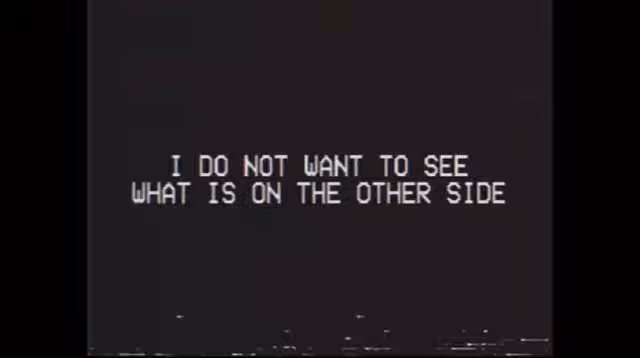 I DO NOT WANT TO SEE
WHAT IS ON THE OTHER SIDE